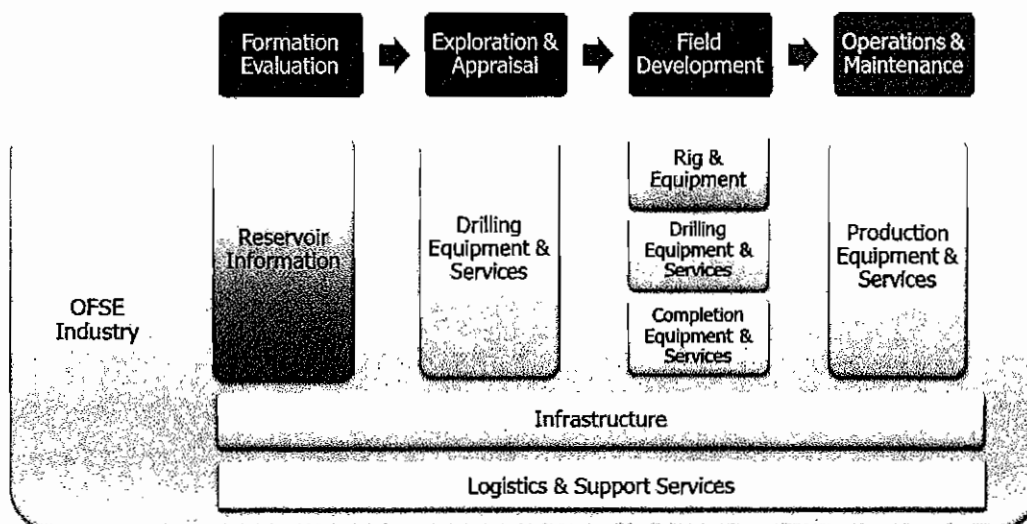 Formation
Evaluation
Exploration &
Appraisal
Field
Development
Operations &
Maintenance
OFSE
Industry
Reservoir
Information
Drilling
Equipment &
Services
Rig &
Equipment
Drilling
Equipment &
Services
Completion
Equipment &
Services
Production
Equipment &
Services
Infrastructure
Logistics & Support Services